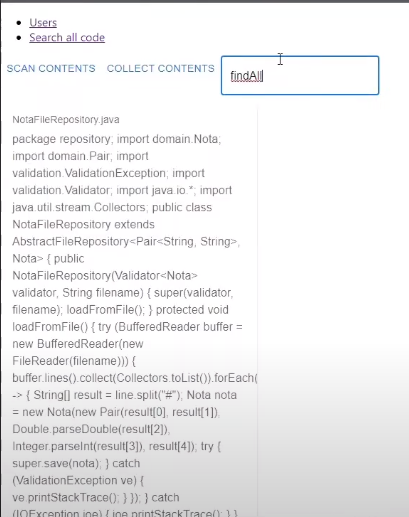 Users
Search all code
SCAN CONTENTS COLLECT CONTENTS findAll
NotaFileRepository.java
package repository; import domain.Nota;
import domain.Pair; import
validation.ValidationException; import
validation.Validator; import java.io.*; import
java.util.stream.Collectors; public class
NotaFileRepository extends
AbstractFileRepository<Pair<String, String>,
Nota> { public
NotaFileRepository(Validator<Nota>
validator, String filename) { super(validator,
filename); loadFromFile(); } protected void
loadFromFile() { try (BufferedReader buffer =
new BufferedReader(new
FileReader(filename))) {
buffer.lines().collect(Collectors.toList()).forEach(
-> { String[] result = line.split("#"); Nota nota
= new Nota(new Pair(result[0], result[1]),
Double.parseDouble(result[2]),
Integer.parseInt(result[3]), result[4]); try {
super.save(nota); } catch
(ValidationException ve) {
ve.printStackTrace(); } }); } catch
(IOException ioe) { ioe.printStackTrace(); } }